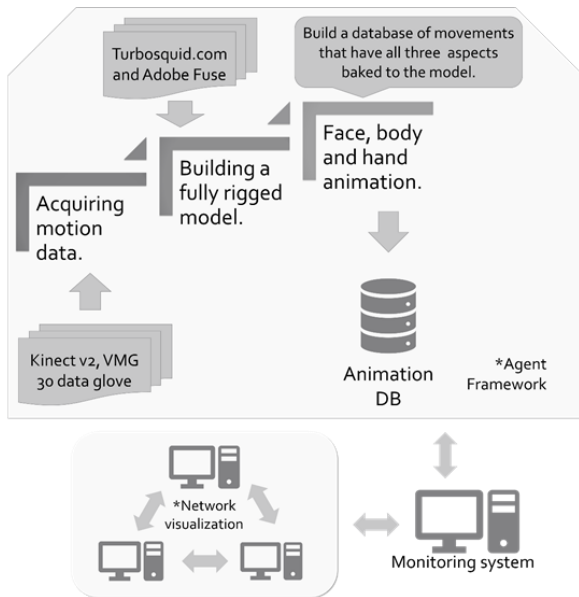 Turbosquid.com
and Adobe Fuse
Build a database of movements
that have all three aspects
baked to the model.
Acquiring
motion
data.
Building a
fully rigged
model.
Face, body
and hand
animation.
Kinect v2, VMG
30 data glove
Animation
DB
*Agent
Framework
*Network
visualization
Monitoring system